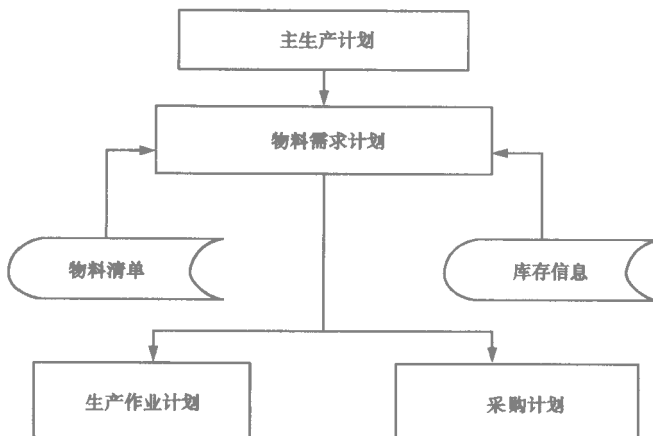 主生产计划
物料需求计划
物料清单
库存信息
生产作业计划
采购计划